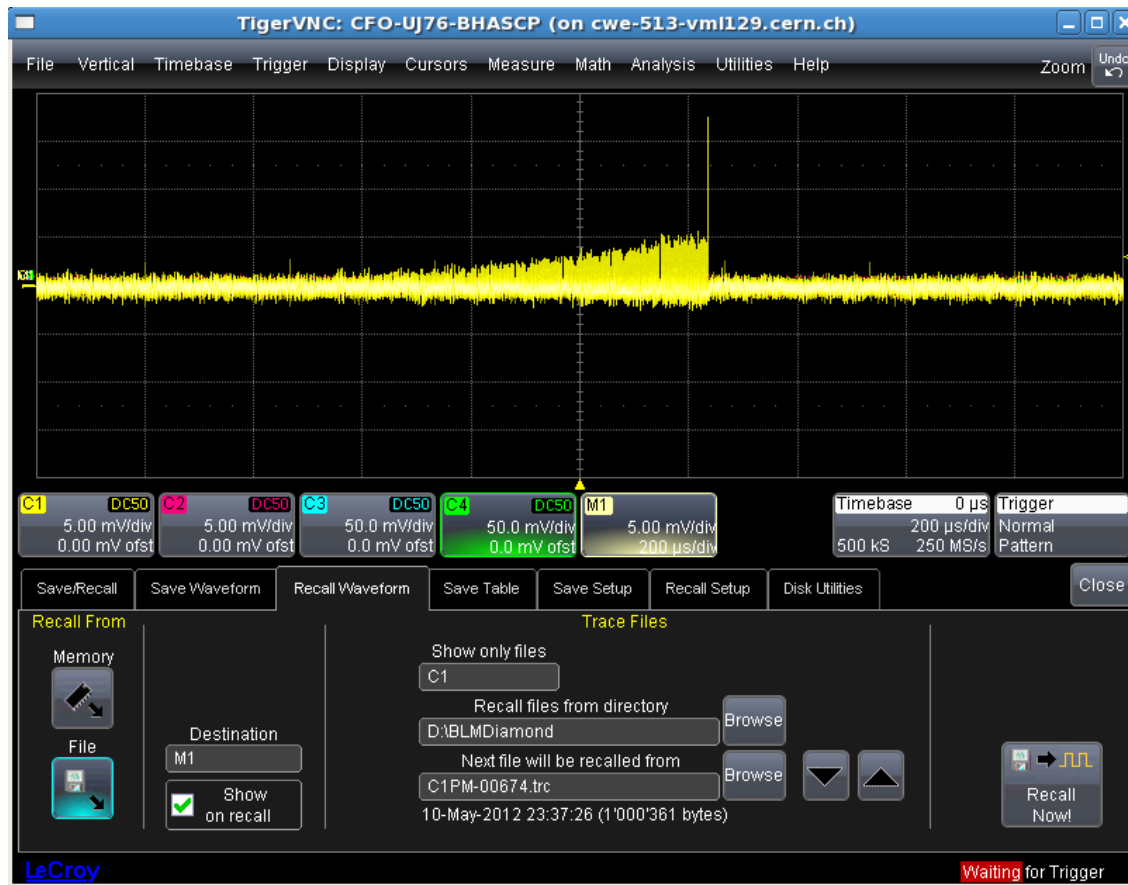 TigerVNC: CFO-UJ76-BHASCP (on cwe-513-vml129.cern.ch)
File Vertical Timebase Trigger Display Cursors Measure Math Analysis Utilities Help Zoom Undo
C1 DC50 C2 DC50 C3 DC50 C4 DC50 M1 Timebase 0 µs Trigger
5.00 mV/div 5.00 mV/div 50.0 mV/div 50.0 mV/div 5.00 mV/div 200 µs/div Normal
0.00 mV ofst 0.00 mV ofst 0.0 mV ofst 0.0 mV ofst 200 µs/div 500 kS 250 MS/s Pattern
Save/Recall Save Waveform Recall Waveform Save Table Save Setup Recall Setup Disk Utilities Close
Recall From Trace Files
Memory
Show only files
C1
Recall files from directory
D:\BLMDiamond Browse
Destination
M1
File
Next file will be recalled from
C1PM-00674.trc Browse
Show
on recall
10-May-2012 23:37:26 (1'000'361 bytes)
Recall
Now!
LeCroy Waiting for Trigger